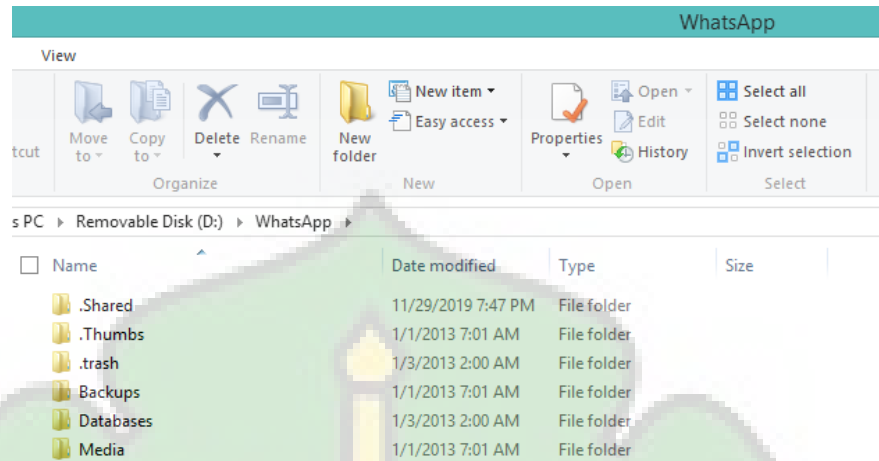 WhatsApp
View
tcut
Move to
Copy to
Delete
Rename
New folder
New item
Easy access
Properties
Open
Edit
History
Select all
Select none
Invert selection
Organize
New
Open
Select
s PC Removable Disk (D:) WhatsApp
Name Date modified Type Size
.Shared 11/29/2019 7:47 PM File folder
.Thumbs 1/1/2013 7:01 AM File folder
.trash 1/3/2013 2:00 AM File folder
Backups 1/1/2013 7:01 AM File folder
Databases 1/3/2013 2:00 AM File folder
Media 1/1/2013 7:01 AM File folder